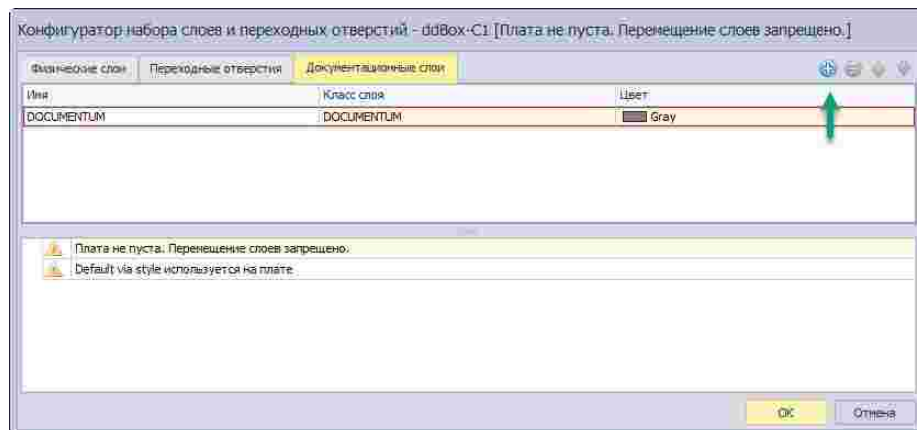 Конфигуратор набора слоев и переходных отверстий - ddBox-C1 [Плата не пуста. Перемещение слоев запрещено.]
Физические слои Переходные отверстия Документационные слои
Имя Класс слоя Цвет
DOCUMENTUM DOCUMENTUM Gray
Плата не пуста. Перемещение слоев запрещено.
Default via style используется на плате
OK Отмена